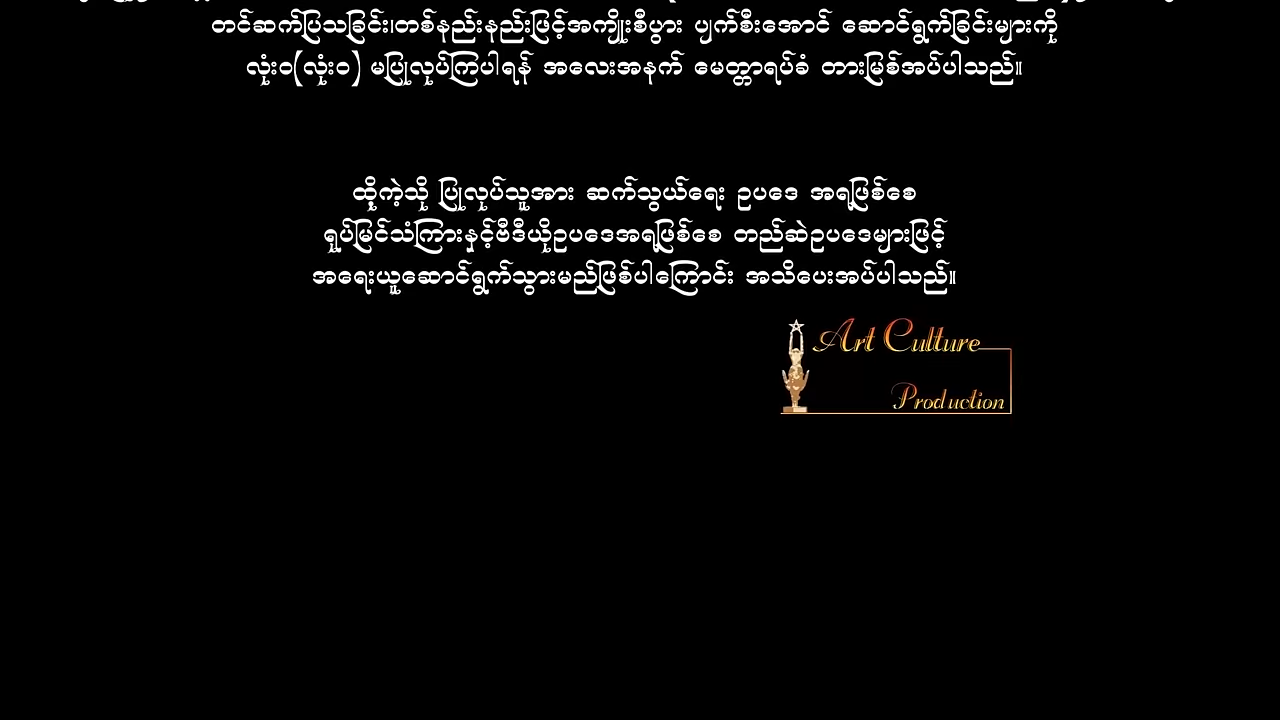 တင်ဆက်ပြသခြင်း၊တစ်နည်းနည်းဖြင့်အကျိုးစီပွား ပျက်စီးအောင် ဆောင်ရွက်ခြင်းများကို
လုံးဝ(လုံးဝ) မပြုလုပ်ကြပါရန် အလေးအနက် မေတ္တာရပ်ခံ တားမြစ်အပ်ပါသည်။
ထိုကဲ့သို ပြုလုပ်သူအား ဆက်သွယ်ရေး ဥပဒေ အရဖြစ်စေ
ရုပ်မြင်သံကြားနှင့်ဗီဒီယိုဥပဒေအရဖြစ်စေ တည်ဆဲဥပဒေများဖြင့်
အရေးယူဆောင်ရွက်သွားမည်ဖြစ်ပါကြောင်း အသိပေးအပ်ပါသည်။
Art Culture
Production